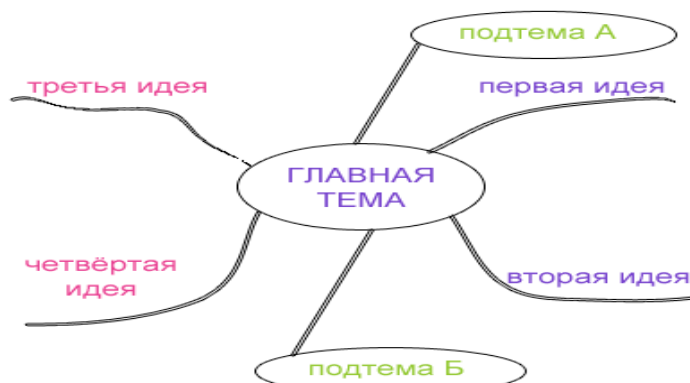 подтема А
третья идея
первая идея
ГЛАВНАЯ
ТЕМА
четвёртая
идея
вторая идея
подтема Б